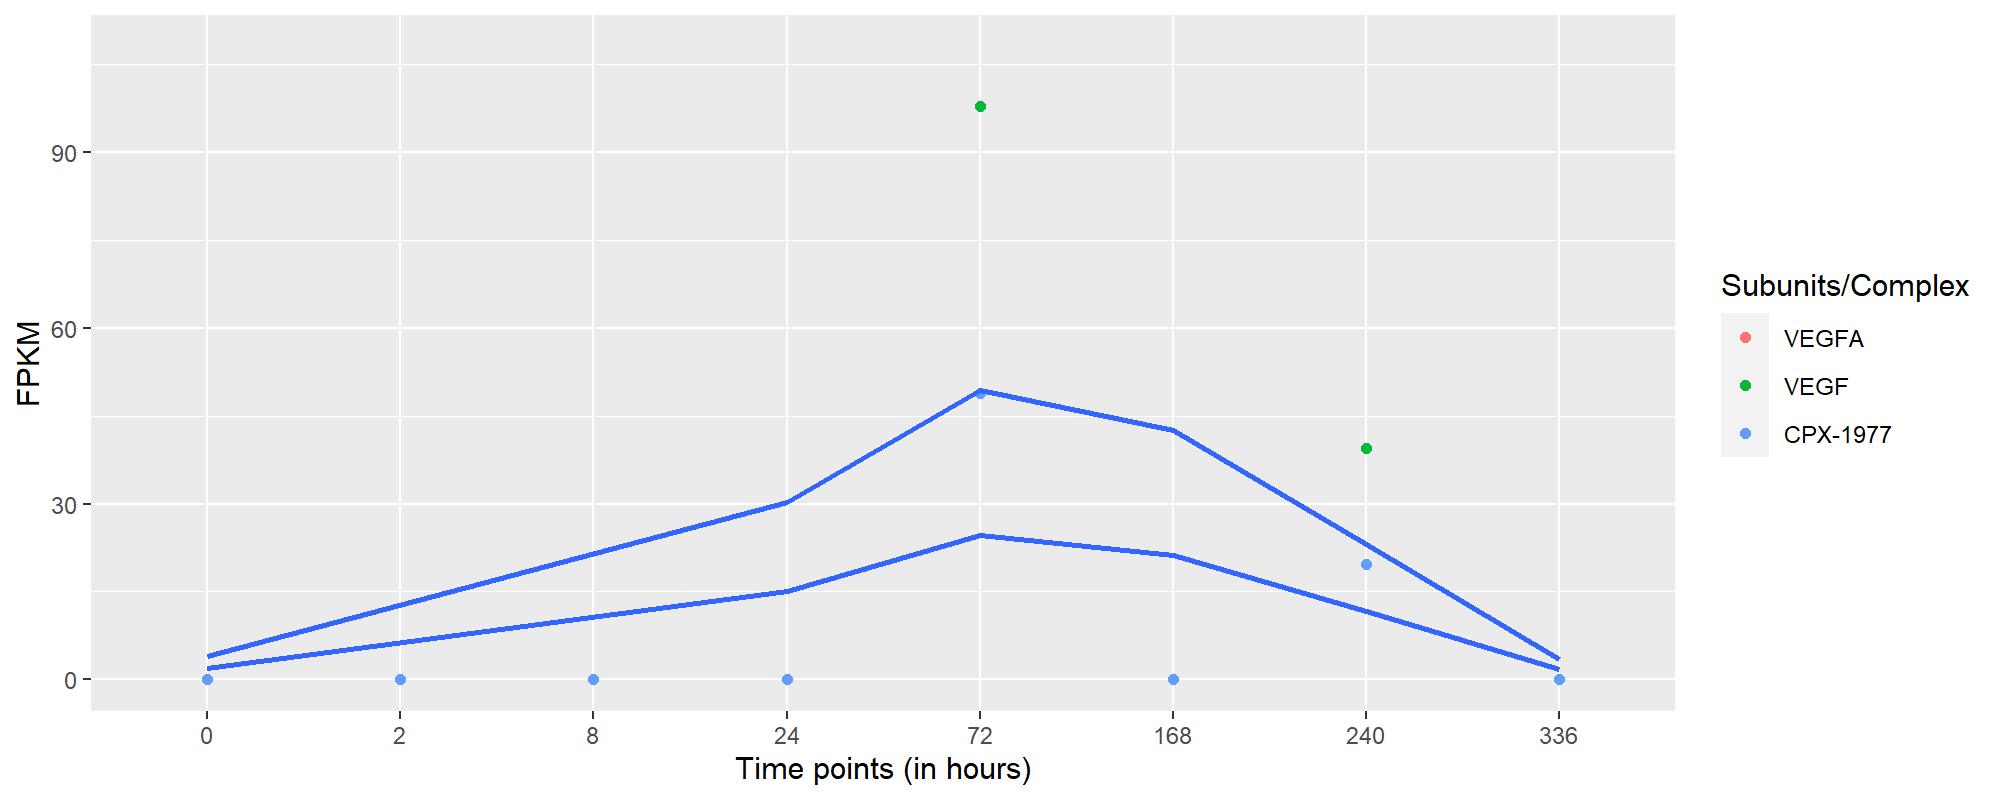 90
60
30
0
FPKM
0 2 8 24 72 168 240 336
Time points (in hours)
Subunits/Complex
VEGFA
VEGF
CPX-1977